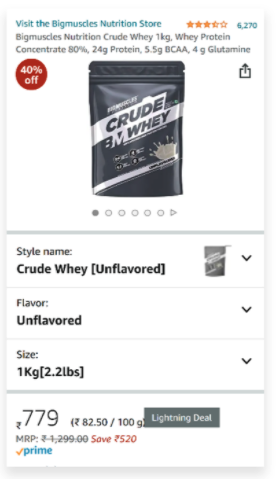 Visit the Bigmuscles Nutrition Store 6,270
Bigmuscles Nutrition Crude Whey 1kg, Whey Protein
Concentrate 80%, 24g Protein, 5.5g BCAA, 4 g Glutamine
40%
off
CRUDE
WHEY
Style name:
Crude Whey [Unflavored]
Flavor:
Unflavored
Size:
1Kg[2.2lbs]
₹779 (₹ 82.50 / 100 g) Lightning Deal
MRP: ₹ 1,299.00 Save ₹520
prime